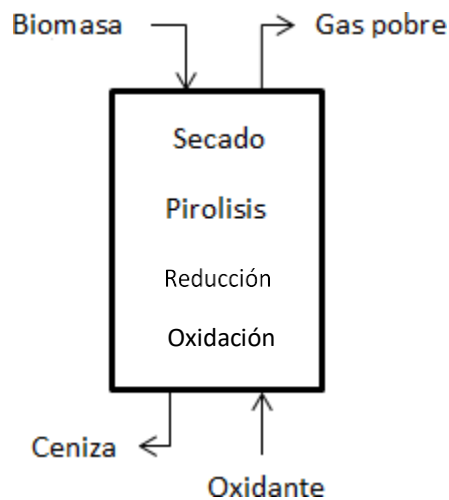 Biomasa
Gas pobre
Secado
Pirolisis
Reducción
Oxidación
Ceniza
Oxidante